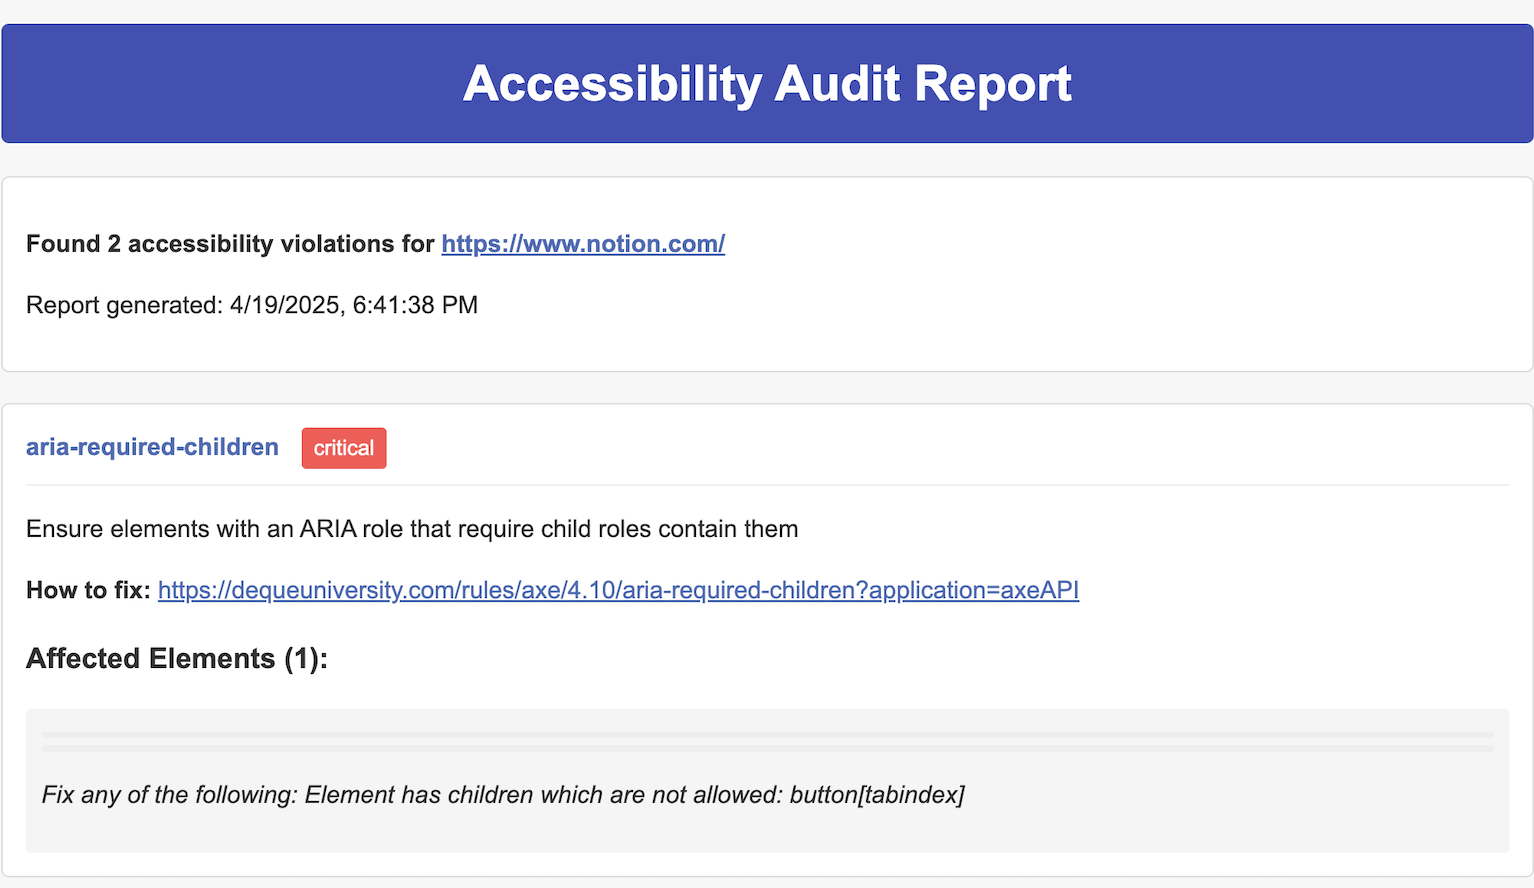 Accessibility Audit Report
Found 2 accessibility violations for https://www.notion.com/
Report generated: 4/19/2025, 6:41:38 PM
aria-required-children critical
Ensure elements with an ARIA role that require child roles contain them
How to fix: https://dequeuniversity.com/rules/axe/4.10/aria-required-children?application=axeAPI
Affected Elements (1):
Fix any of the following: Element has children which are not allowed: button[tabindex]